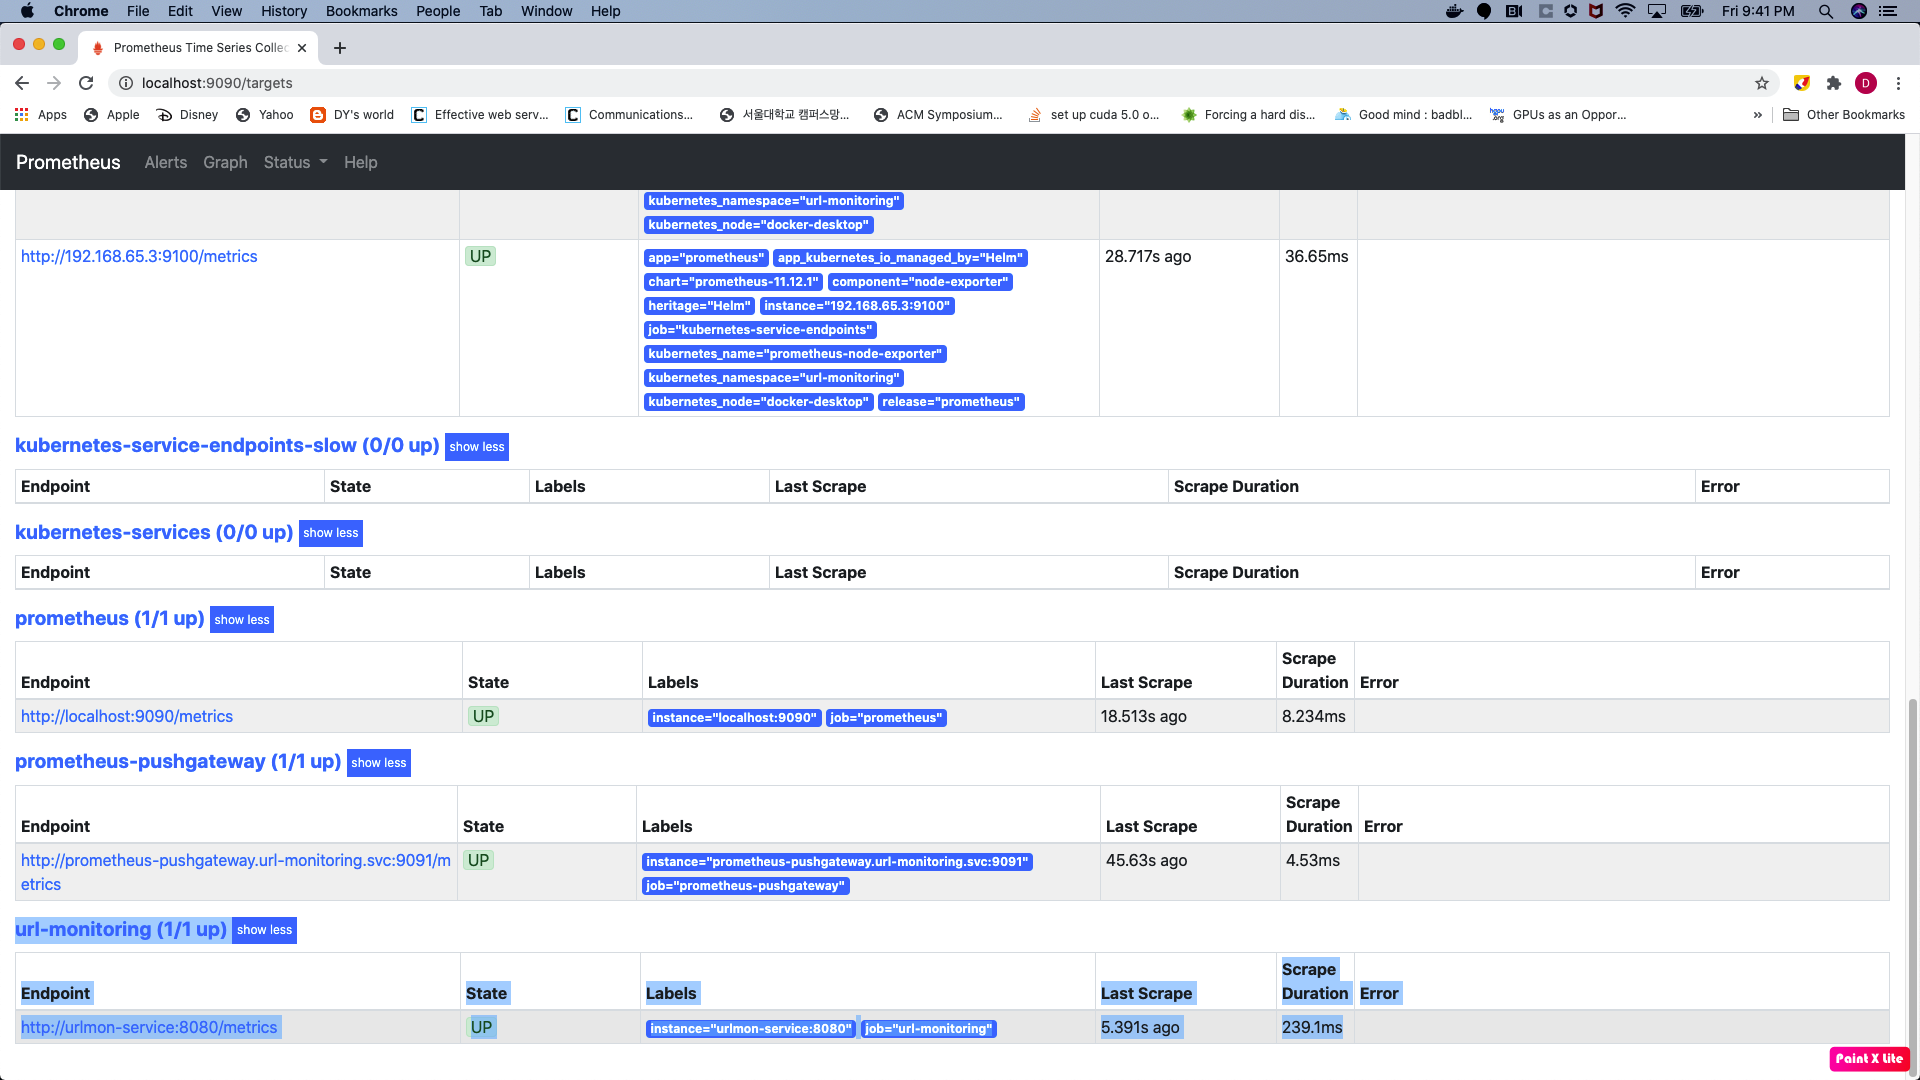 Chrome File Edit View History Bookmarks People Tab Window Help Fri 9:41 PM
Prometheus Time Series Collec
localhost:9090/targets D
Apps Apple Disney Yahoo DY's world Effective web serv... Communications... 서울대학교 캠퍼스망... ACM Symposium... set up cuda 5.0 o... Forcing a hard dis... Good mind : badbl... GPUs as an Oppor... » Other Bookmarks
Prometheus Alerts Graph Status Help
kubernetes_namespace="url-monitoring"
kubernetes_node="docker-desktop"
http://192.168.65.3:9100/metrics UP app="prometheus" app_kubernetes_io_managed_by="Helm" 28.717s ago 36.65ms
chart="prometheus-11.12.1" component="node-exporter"
heritage="Helm" instance="192.168.65.3:9100"
job="kubernetes-service-endpoints"
kubernetes_name="prometheus-node-exporter"
kubernetes_namespace="url-monitoring"
kubernetes_node="docker-desktop" release="prometheus"
kubernetes-service-endpoints-slow (0/0 up) show less
Endpoint State Labels Last Scrape Scrape Duration Error
kubernetes-services (0/0 up) show less
Endpoint State Labels Last Scrape Scrape Duration Error
prometheus (1/1 up) show less
Endpoint State Labels Last Scrape Scrape Duration Error
http://localhost:9090/metrics UP instance="localhost:9090" job="prometheus" 18.513s ago 8.234ms
prometheus-pushgateway (1/1 up) show less
Endpoint State Labels Last Scrape Scrape Duration Error
http://prometheus-pushgateway.url-monitoring.svc:9091/m UP instance="prometheus-pushgateway.url-monitoring.svc:9091" 45.63s ago 4.53ms
etrics job="prometheus-pushgateway"
url-monitoring (1/1 up) show less
Endpoint State Labels Last Scrape Scrape Duration Error
http://urlmon-service:8080/metrics UP instance="urlmon-service:8080" job="url-monitoring" 5.391s ago 239.1ms
Paint X Lite